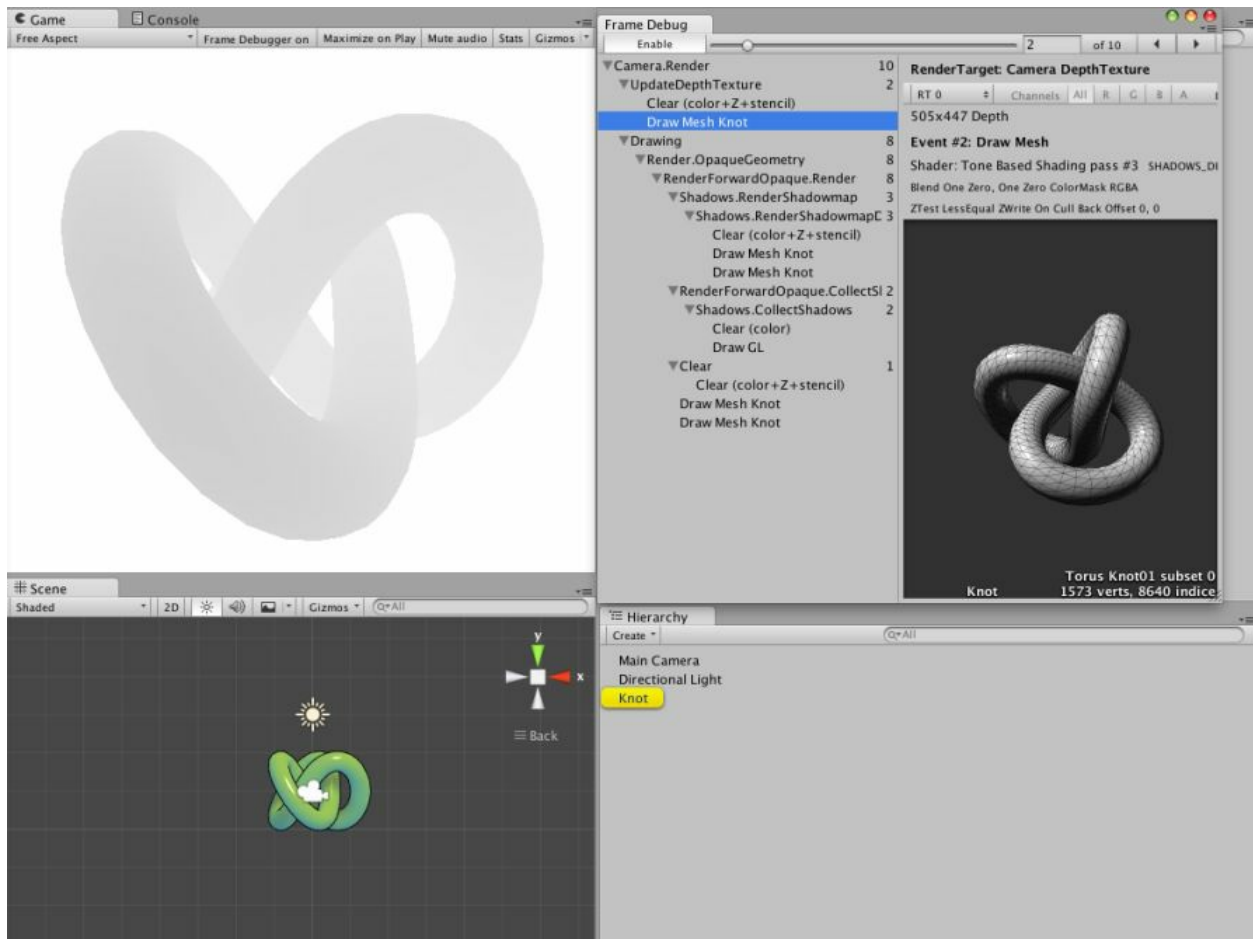 Game Console
Free Aspect Frame Debugger on Maximize on Play Mute audio Stats Gizmos
Frame Debug
Enable 2 of 10
Camera.Render 10
UpdateDepthTexture 2
Clear (color+Z+stencil)
Draw Mesh Knot
Drawing 8
Render.OpaqueGeometry 8
RenderForwardOpaque.Render 8
Shadows.RenderShadowmap 3
Shadows.RenderShadowmapC 3
Clear (color+Z+stencil)
Draw Mesh Knot
Draw Mesh Knot
RenderForwardOpaque.CollectSl 2
Shadows.CollectShadows 2
Clear (color)
Draw GL
Clear 1
Clear (color+Z+stencil)
Draw Mesh Knot
Draw Mesh Knot
RenderTarget: Camera DepthTexture
RT 0 Channels All R G B A
505x447 Depth
Event #2: Draw Mesh
Shader: Tone Based Shading pass #3 SHADOWS_DI
Blend One Zero, One Zero ColorMask RGBA
ZTest LessEqual ZWrite On Cull Back Offset 0, 0
Torus Knot01 subset 0
Knot 1573 verts, 8640 indice
Scene
Shaded 2D Gizmos All
y
x
Back
Hierarchy
Create All
Main Camera
Directional Light
Knot